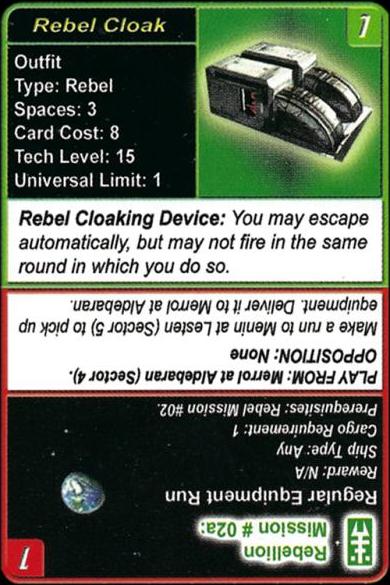 Rebel Cloak
1
Outfit
Type: Rebel
Spaces: 3
Card Cost: 8
Tech Level: 15
Universal Limit: 1
Rebel Cloaking Device: You may escape
automatically, but may not fire in the same
round in which you do so.
Rebellion
Mission # 02a:
Regular Equipment Run
Reward: N/A
Ship Type: Any
Cargo Requirement: 1
Prerequisites: Rebel Mission #02.
PLAY FROM: Merrol at Aldebaran (Sector 4).
OPPOSITION: None
Make a run to Menin at Lesten (Sector 5) to pick up
equipment. Deliver it to Merrol at Aldebaran.
1